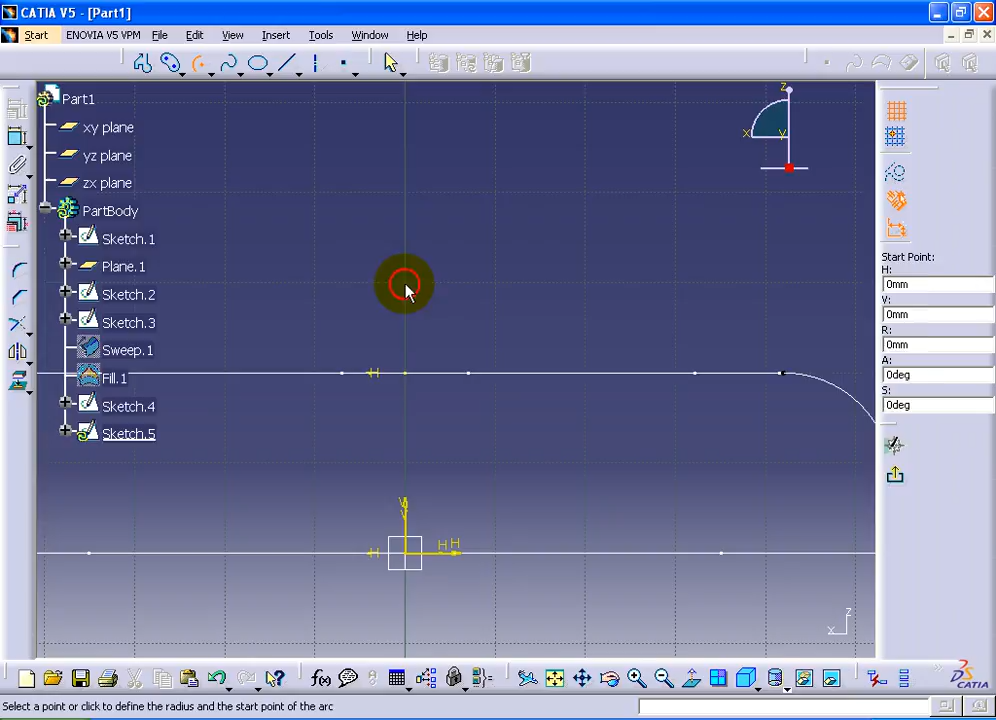 CATIA V5 - [Part1]
Start ENOVIA V5 VPM File Edit View Insert Tools Window Help
Part1
xy plane
yz plane
zx plane
PartBody
Sketch.1
Plane.1
Sketch.2
Sketch.3
Sweep.1
Fill.1
Sketch.4
Sketch.5
z
x
y
H
V
H
H H
z
x
Start Point:
H:
0mm
V:
0mm
R:
0mm
A:
0deg
S:
0deg
f(x)
CATIA
Select a point or click to define the radius and the start point of the arc